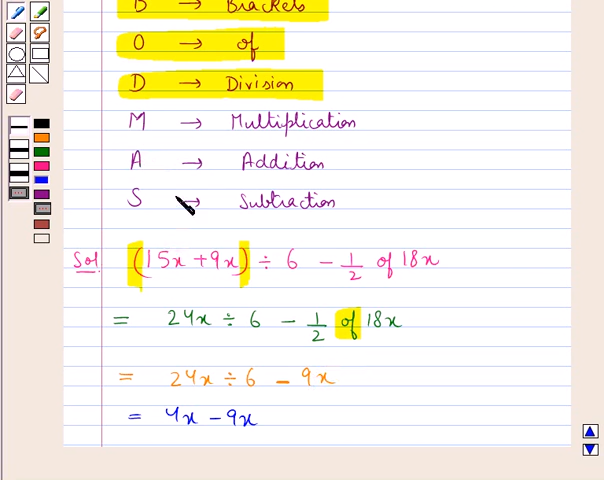 B → Brackets
O → of
D → Division
M → Multiplication
A → Addition
S → Subtraction
Sol (15x + 9x) ÷ 6 - 1/2 of 18x
= 24x ÷ 6 - 1/2 of 18x
= 24x ÷ 6 - 9x
= 4x - 9x